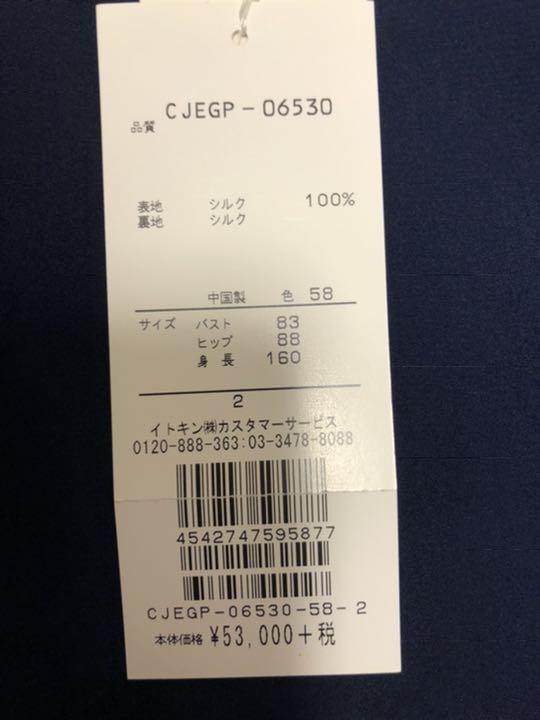 CJEGP-06530
品質
表地 シルク 100%
裏地 シルク
中国製 色 58
サイズ バスト 83
ヒップ 88
身長 160
2
イトキン㈱カスタマーサービス
0120-888-363:03-3478-8088
4542747595877
CJEGP-06530-58-2
本体価格 ¥53,000+税